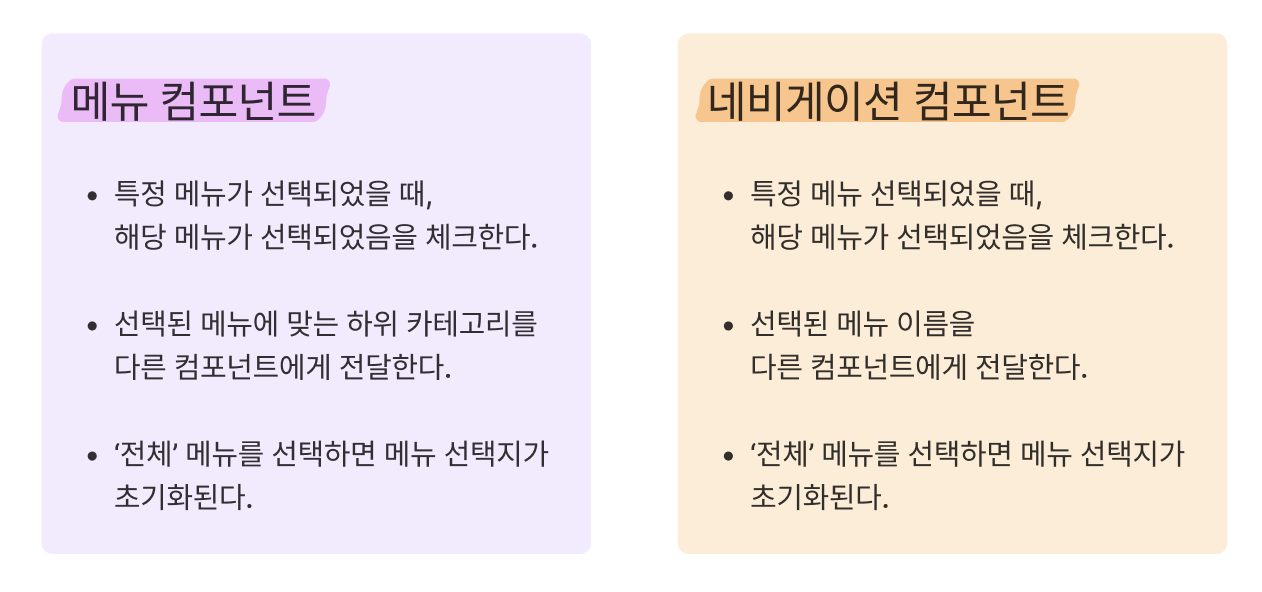 메뉴 컴포넌트
• 특정 메뉴가 선택되었을 때,
해당 메뉴가 선택되었음을 체크한다.
• 선택된 메뉴에 맞는 하위 카테고리를
다른 컴포넌트에게 전달한다.
• ‘전체’ 메뉴를 선택하면 메뉴 선택지가
초기화된다.
네비게이션 컴포넌트
• 특정 메뉴 선택되었을 때,
해당 메뉴가 선택되었음을 체크한다.
• 선택된 메뉴 이름을
다른 컴포넌트에게 전달한다.
• ‘전체’ 메뉴를 선택하면 메뉴 선택지가
초기화된다.